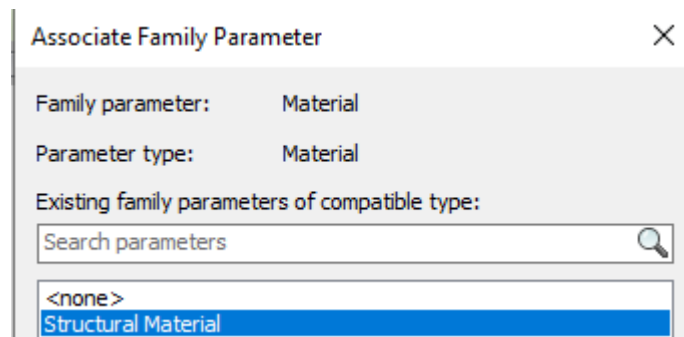 Associate Family Parameter
Family parameter: Material
Parameter type: Material
Existing family parameters of compatible type:
Search parameters
<none>
Structural Material